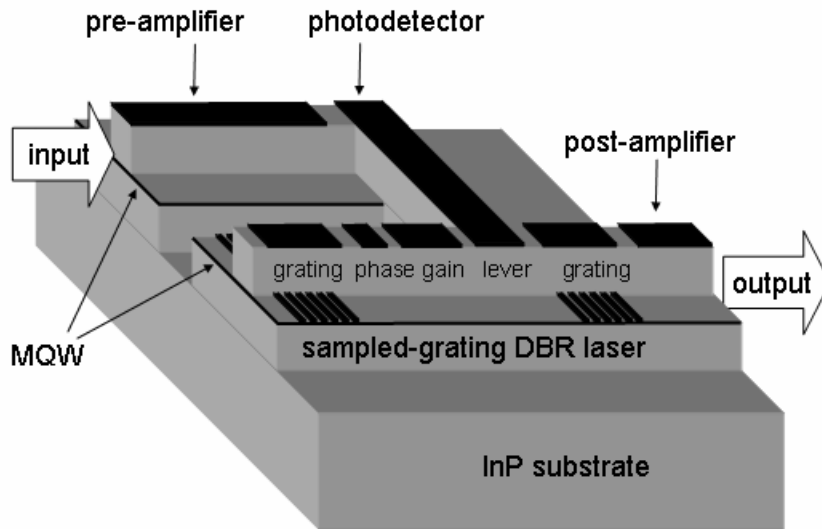 pre-amplifier
photodetector
input
post-amplifier
grating phase gain lever grating
output
MQW
sampled-grating DBR laser
InP substrate